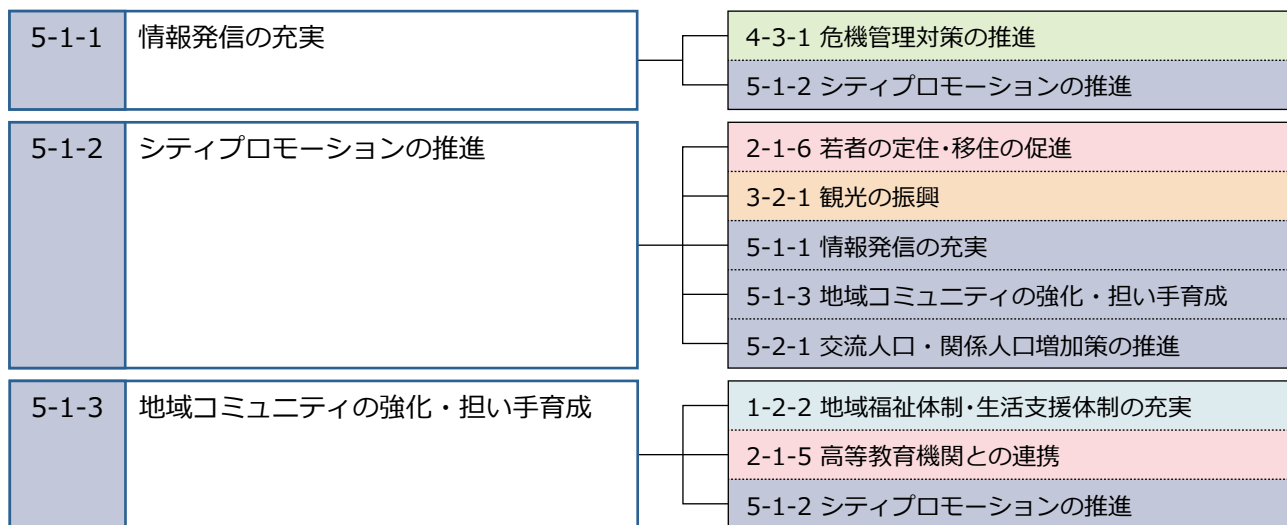 5-1-1 情報発信の充実
4-3-1 危機管理対策の推進
5-1-2 シティプロモーションの推進
5-1-2 シティプロモーションの推進
2-1-6 若者の定住･移住の促進
3-2-1 観光の振興
5-1-1 情報発信の充実
5-1-3 地域コミュニティの強化・担い手育成
5-2-1 交流人口・関係人口増加策の推進
5-1-3 地域コミュニティの強化・担い手育成
1-2-2 地域福祉体制･生活支援体制の充実
2-1-5 高等教育機関との連携
5-1-2 シティプロモーションの推進